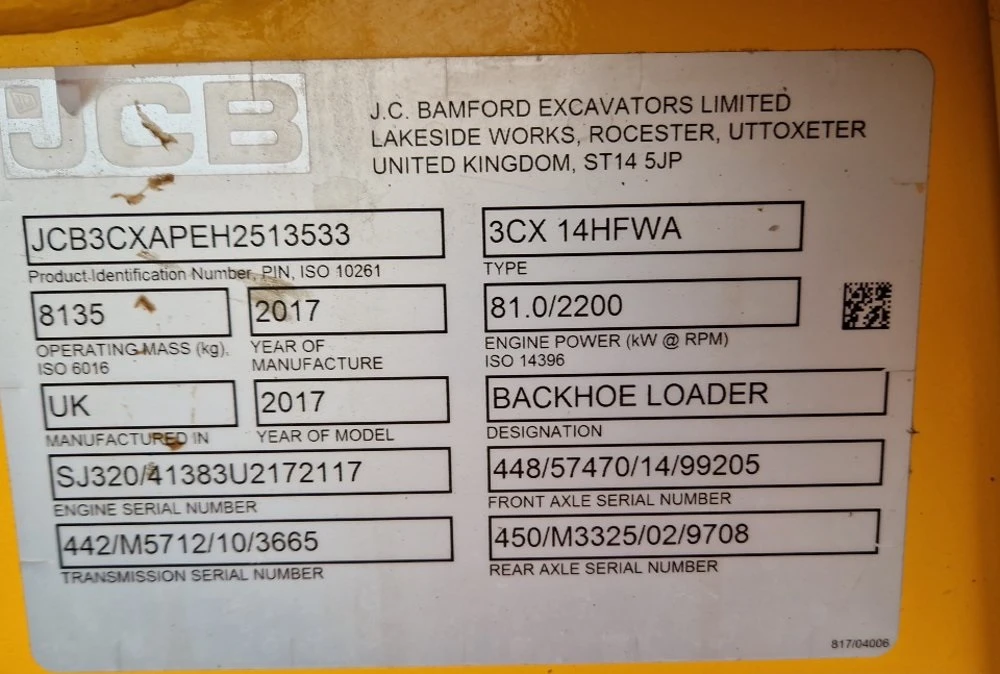 JCB
J.C. BAMFORD EXCAVATORS LIMITED
LAKESIDE WORKS, ROCESTER, UTTOXETER
UNITED KINGDOM, ST14 5JP
JCB3CXAPEH2513533
Product Identification Number, PIN, ISO 10261
3CX 14HFWA
TYPE
8135
OPERATING MASS (kg),
ISO 6016
2017
YEAR OF
MANUFACTURE
81.0/2200
ENGINE POWER (kW @ RPM)
ISO 14396
UK
MANUFACTURED IN
2017
YEAR OF MODEL
BACKHOE LOADER
DESIGNATION
SJ320/41383U2172117
ENGINE SERIAL NUMBER
448/57470/14/99205
FRONT AXLE SERIAL NUMBER
442/M5712/10/3665
TRANSMISSION SERIAL NUMBER
450/M3325/02/9708
REAR AXLE SERIAL NUMBER
817/04006